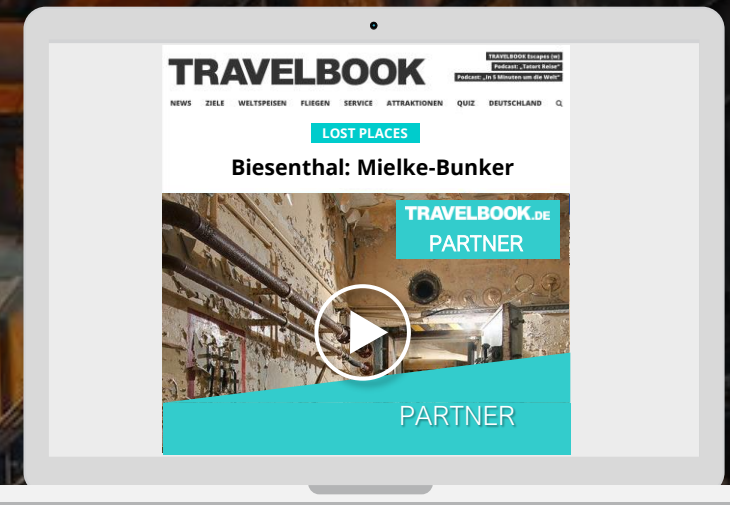 TRAVELBOOK
TRAVELBOOK Escapes (w)
Podcast: „Tatort Reise“
Podcast: „In 5 Minuten um die Welt“
NEWS ZIELE WELTSPEISEN FLIEGEN SERVICE ATTRAKTIONEN QUIZ DEUTSCHLAND
LOST PLACES
Biesenthal: Mielke-Bunker
TRAVELBOOK.DE
PARTNER
PARTNER